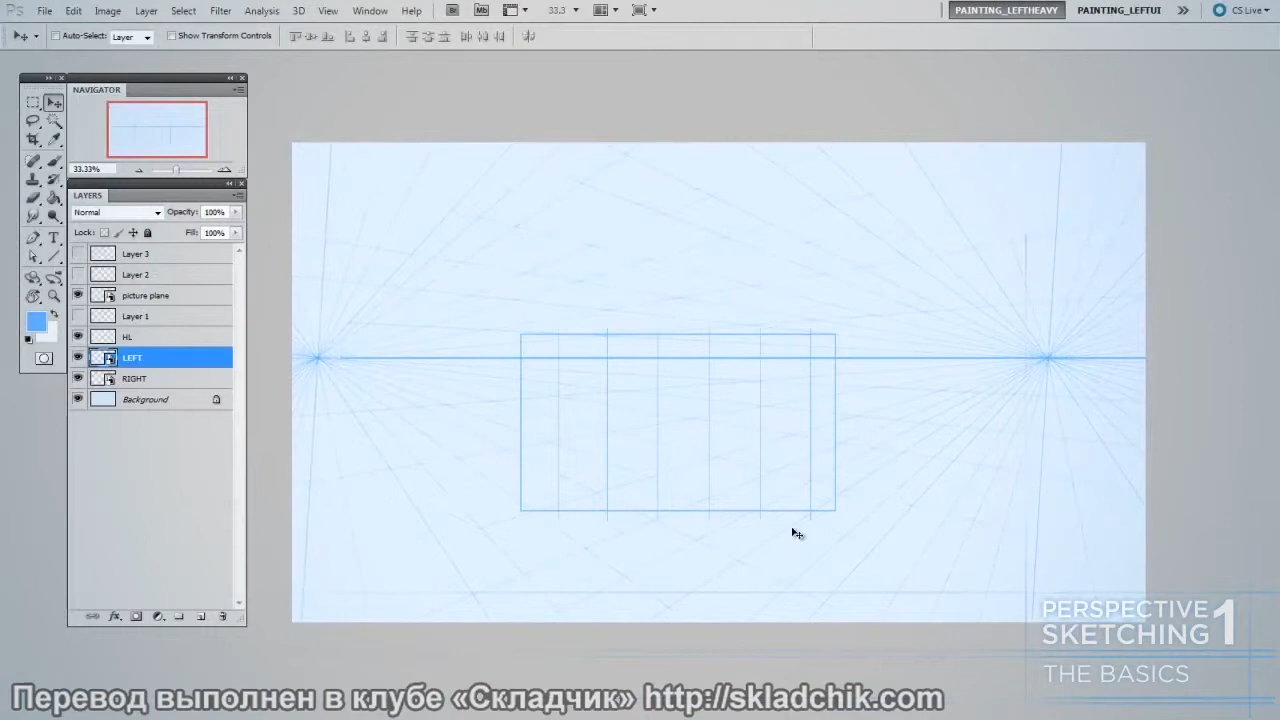 Ps File Edit Image Layer Select Filter Analysis 3D View Window Help Br Mb 33.3 PAINTING_LEFTHEAVY PAINTING_LEFTUI CS Live
Auto-Select: Layer Show Transform Controls
NAVIGATOR
33.33%
LAYERS
Normal Opacity: 100%
Lock: Fill: 100%
Layer 3
Layer 2
picture plane
Layer 1
HL
LEFT
RIGHT
Background
PERSPECTIVE
SKETCHING 1
THE BASICS
Перевод выполнен в клубе «Складчик» http://skladchik.com